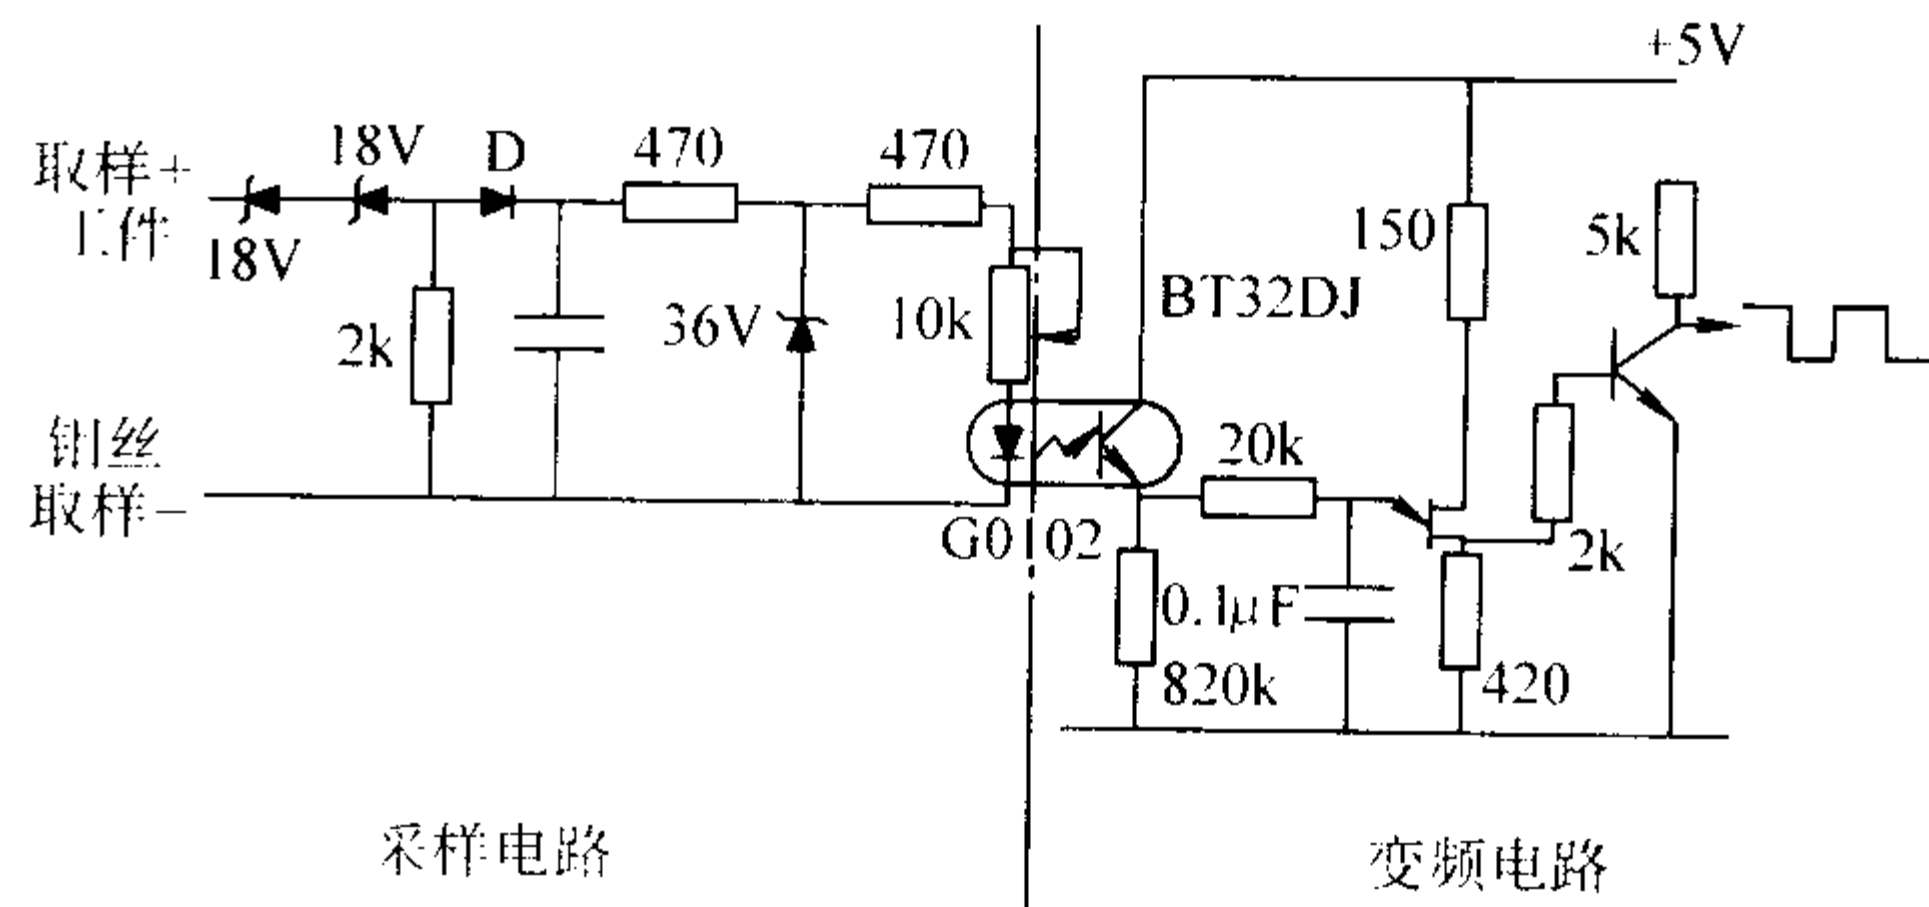 +5V
取样+
18V
D
470
470
工件
18V
150
5k
BT32DJ
2k
36V
10k
钼丝
20k
取样-
G0102
2k
0.1μF
820k
420
采样电路
变频电路